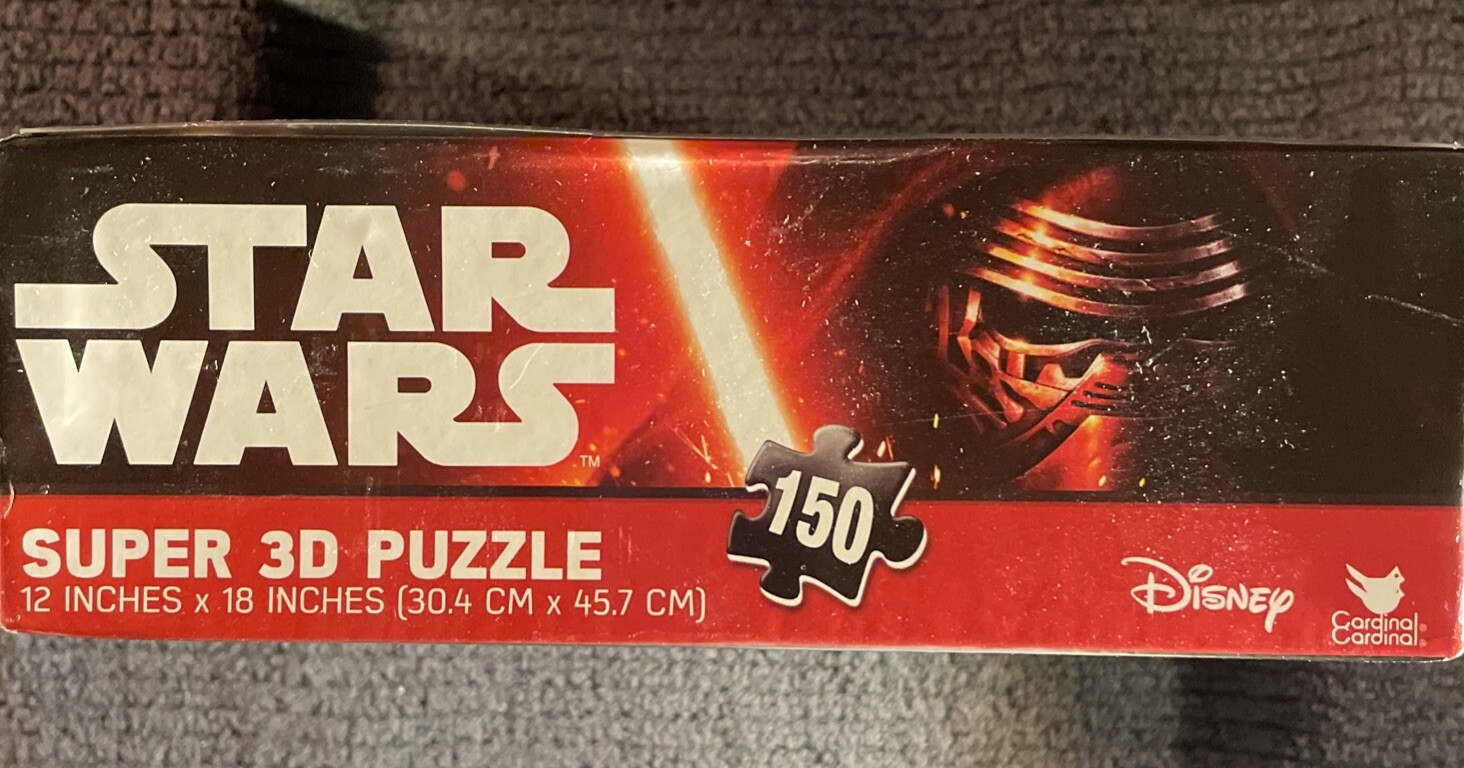 STAR
WARS
TM
SUPER 3D PUZZLE
12 INCHES x 18 INCHES (30.4 CM x 45.7 CM)
150
DISNEY
Cardinal®
Cardinal®